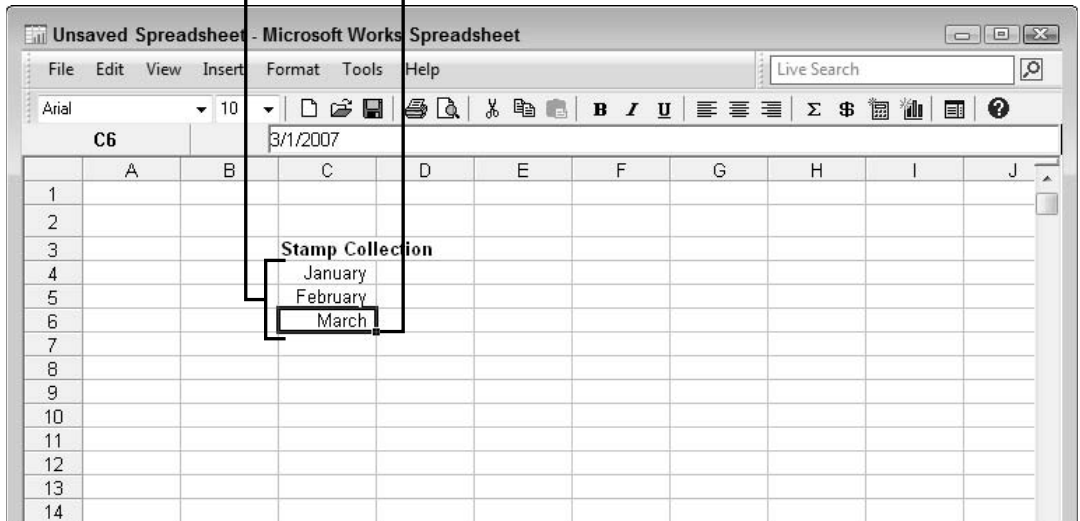 Unsaved Spreadsheet - Microsoft Works Spreadsheet
File Edit View Insert Format Tools Help Live Search
Arial 10 B I U Σ $
C6 3/1/2007
A B C D E F G H I J
1
2
3 Stamp Collection
4 January
5 February
6 March
7
8
9
10
11
12
13
14